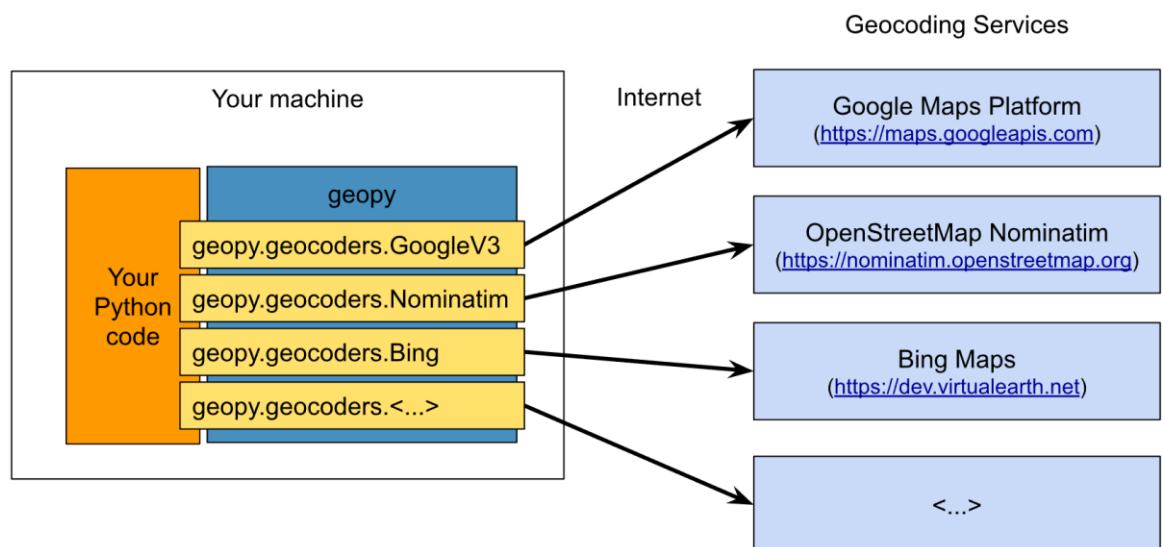 Geocoding Services
Your machine
Internet
Google Maps Platform
(https://maps.googleapis.com)
geopy
geopy.geocoders.GoogleV3
OpenStreetMap Nominatim
(https://nominatim.openstreetmap.org)
Your
Python
code
geopy.geocoders.Nominatim
geopy.geocoders.Bing
Bing Maps
(https://dev.virtualearth.net)
geopy.geocoders.<...>
<...>